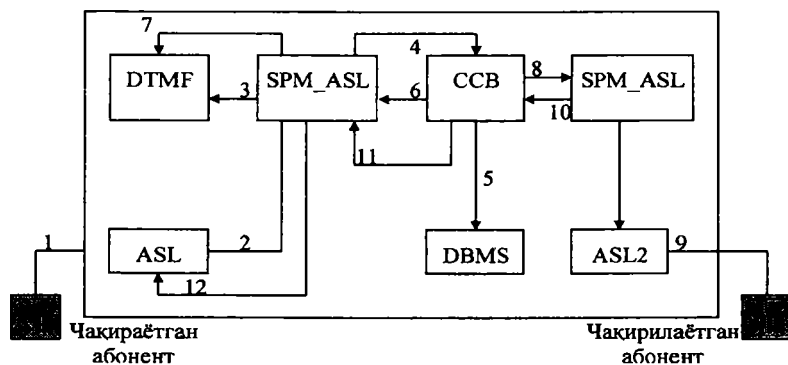 7
4
DTMF
SPM_ASL
CCB
SPM_ASL
3
6
8
10
11
5
1
ASL
2
DBMS
ASL2
9
12
Чақираётган
абонент
Чақирилаётган
абонент